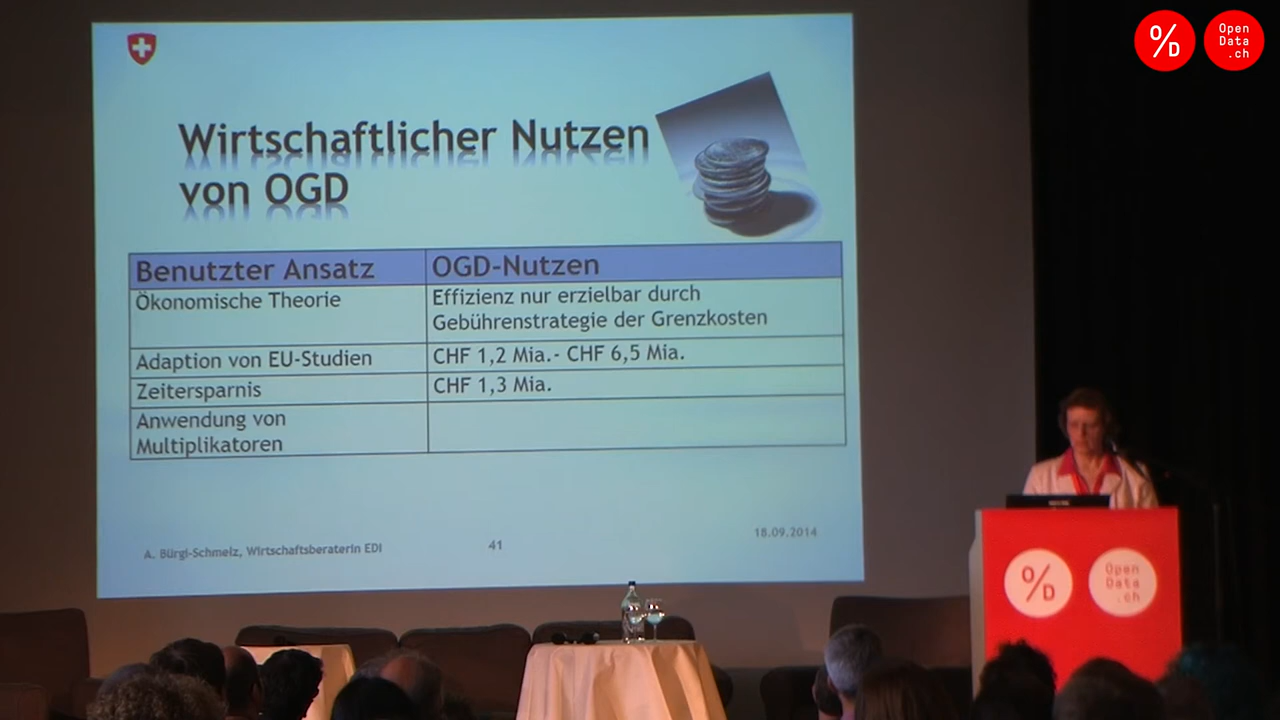 % D
Open
Data
.ch
Wirtschaftlicher Nutzen
von OGD
Benutzter Ansatz
OGD-Nutzen
Ökonomische Theorie
Effizienz nur erzielbar durch
Gebührenstrategie der Grenzkosten
Adaption von EU-Studien
CHF 1,2 Mia.- CHF 6,5 Mia.
Zeitersparnis
CHF 1,3 Mia.
Anwendung von
Multiplikatoren
A. Bürgi-Schmelz, Wirtschaftsberaterin EDI
41
18.09.2014
% D
Open
Data
.ch